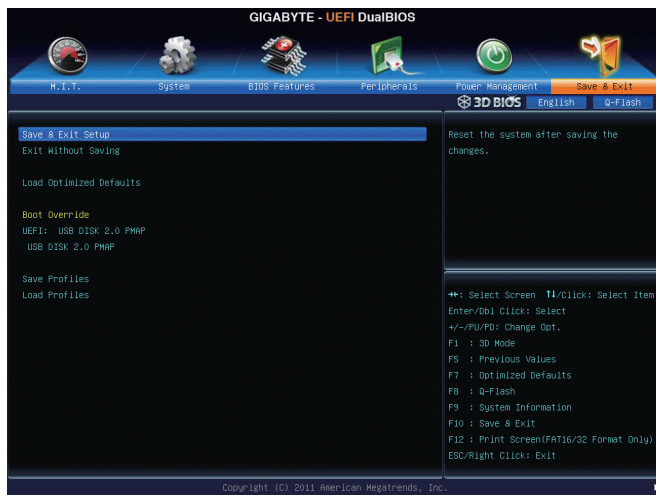 GIGABYTE - UEFI DualBIOS
M.I.T. System BIOS Features Peripherals Power Management Save & Exit
3D BIOS English Q-Flash
Save & Exit Setup
Exit Without Saving
Load Optimized Defaults
Boot Override
UEFI: USB DISK 2.0 PMAP
USB DISK 2.0 PMAP
Save Profiles
Load Profiles
Reset the system after saving the
changes.
→←: Select Screen ↑↓/Click: Select Item
Enter/Dbl Click: Select
+/-/PU/PD: Change Opt.
F1 : 3D Mode
F5 : Previous Values
F7 : Optimized Defaults
F8 : Q-Flash
F9 : System Information
F10 : Save & Exit
F12 : Print Screen(FAT16/32 Format Only)
ESC/Right Click: Exit
Copyright (C) 2011 American Megatrends, Inc.